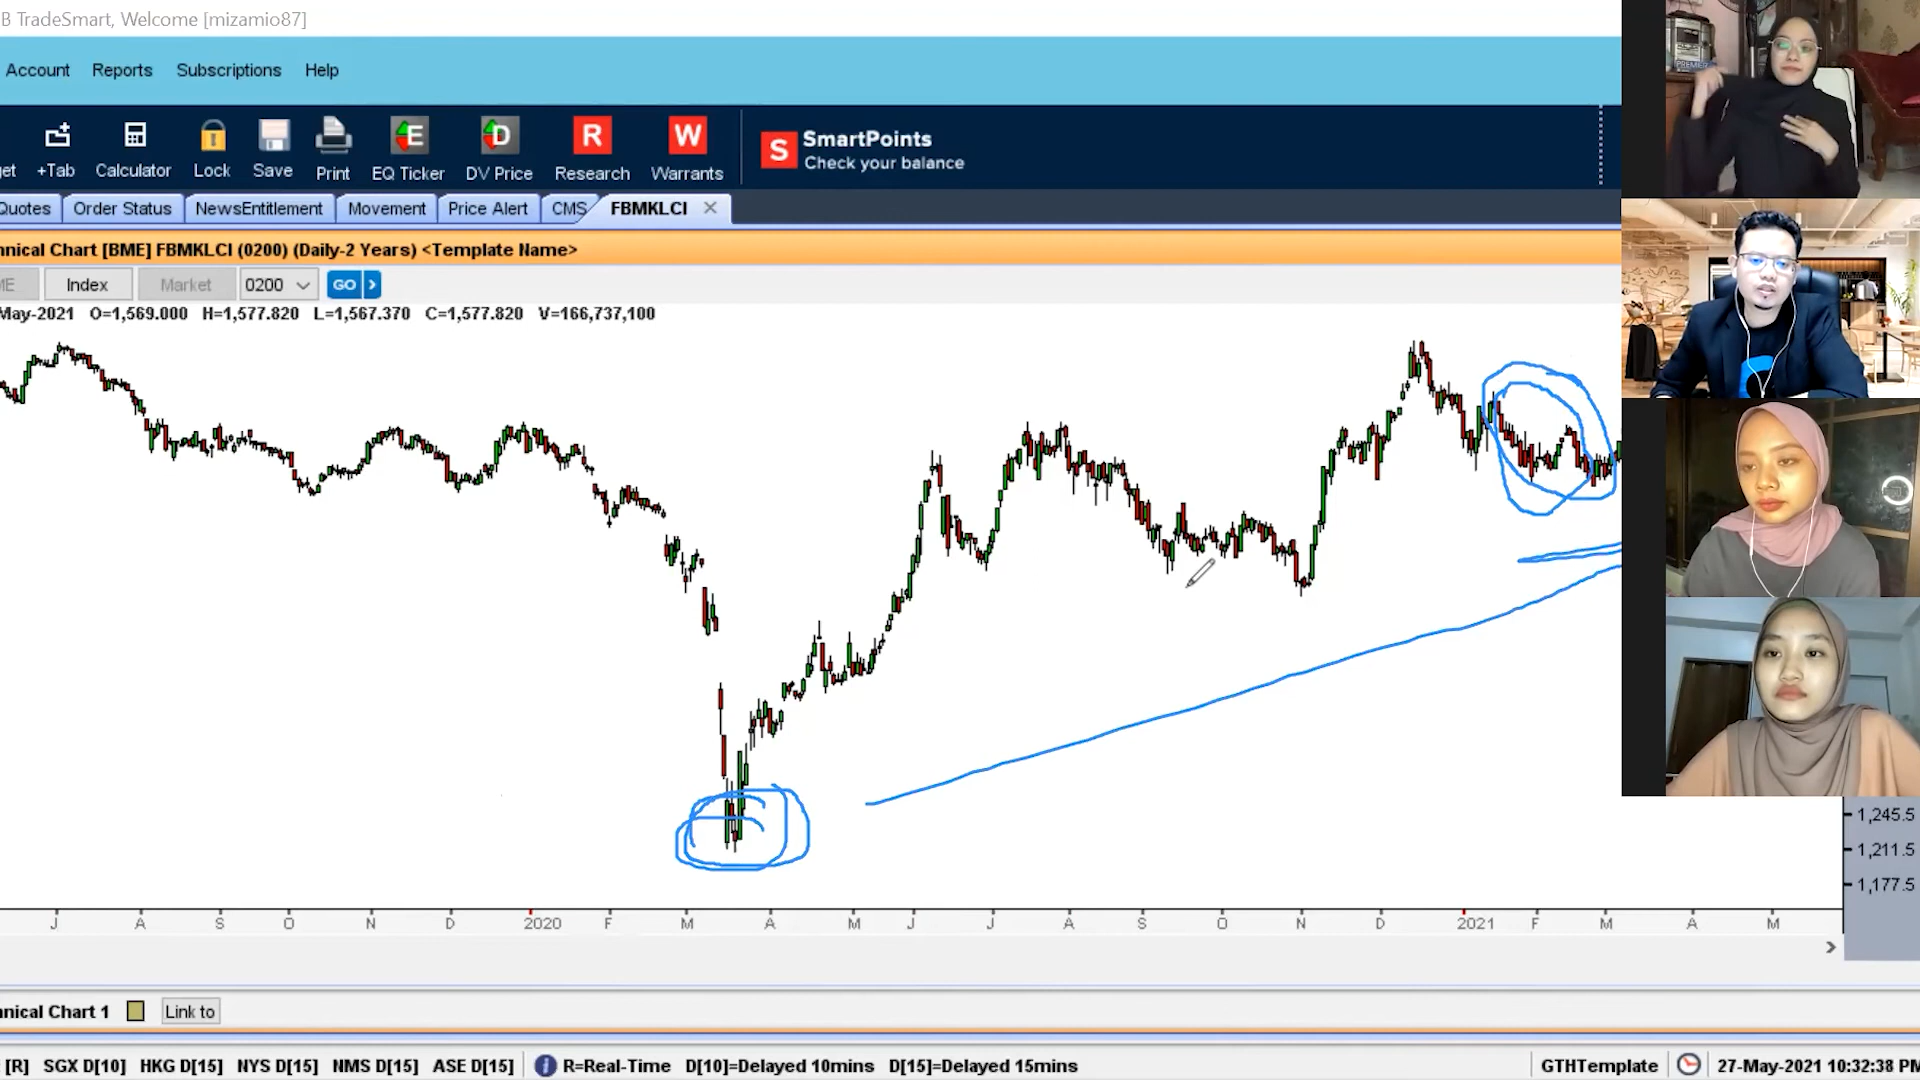 B TradeSmart, Welcome [mizamio87]
Account Reports Subscriptions Help
get +Tab Calculator Lock Save Print EQ Ticker DV Price Research Warrants
E D R W
S SmartPoints
Check your balance
Quotes Order Status NewsEntitlement Movement Price Alert CMS FBMKLCI
hnical Chart [BME] FBMKLCI (0200) (Daily-2 Years) <Template Name>
ME Index Market 0200 GO
May-2021 O=1,569.000 H=1,577.820 L=1,567.370 C=1,577.820 V=166,737,100
PREMIER
1,245.5
1,211.5
1,177.5
J A S O N D 2020 F M A M J J A S O N D 2021 F M A M
hnical Chart 1 Link to
[R] SGX D[10] HKG D[15] NYS D[15] NMS D[15] ASE D[15] R=Real-Time D[10]=Delayed 10mins D[15]=Delayed 15mins GTHTemplate 27-May-2021 10:32:38 PM